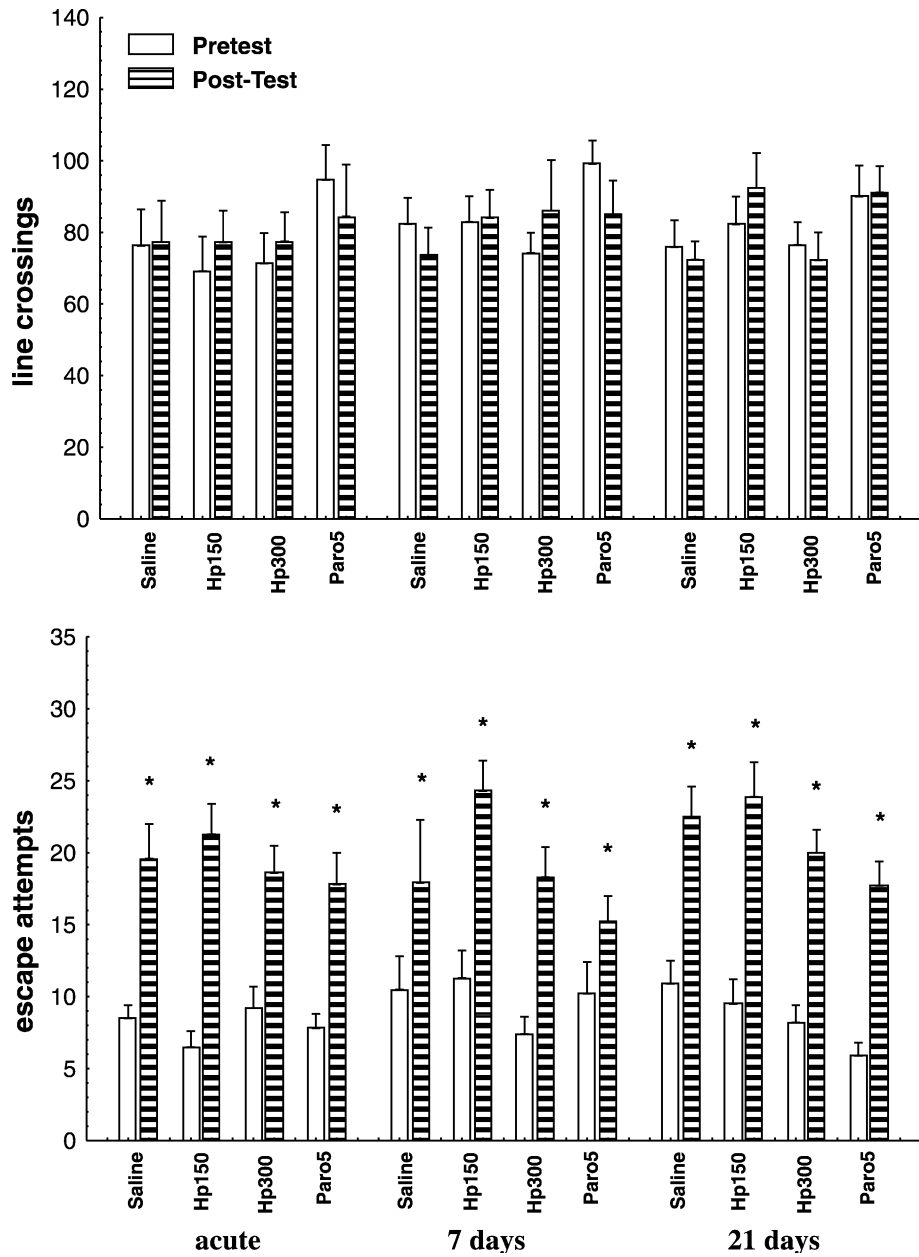 140
120
100
80
60
40
20
0
line crossings
Pretest
Post-Test
Saline
Hp150
Hp300
Paro5
Saline
Hp150
Hp300
Paro5
Saline
Hp150
Hp300
Paro5
35
30
25
20
15
10
5
0
escape attempts
* * * * * * * * * * * *
Saline
Hp150
Hp300
Paro5
Saline
Hp150
Hp300
Paro5
Saline
Hp150
Hp300
Paro5
acute 7 days 21 days